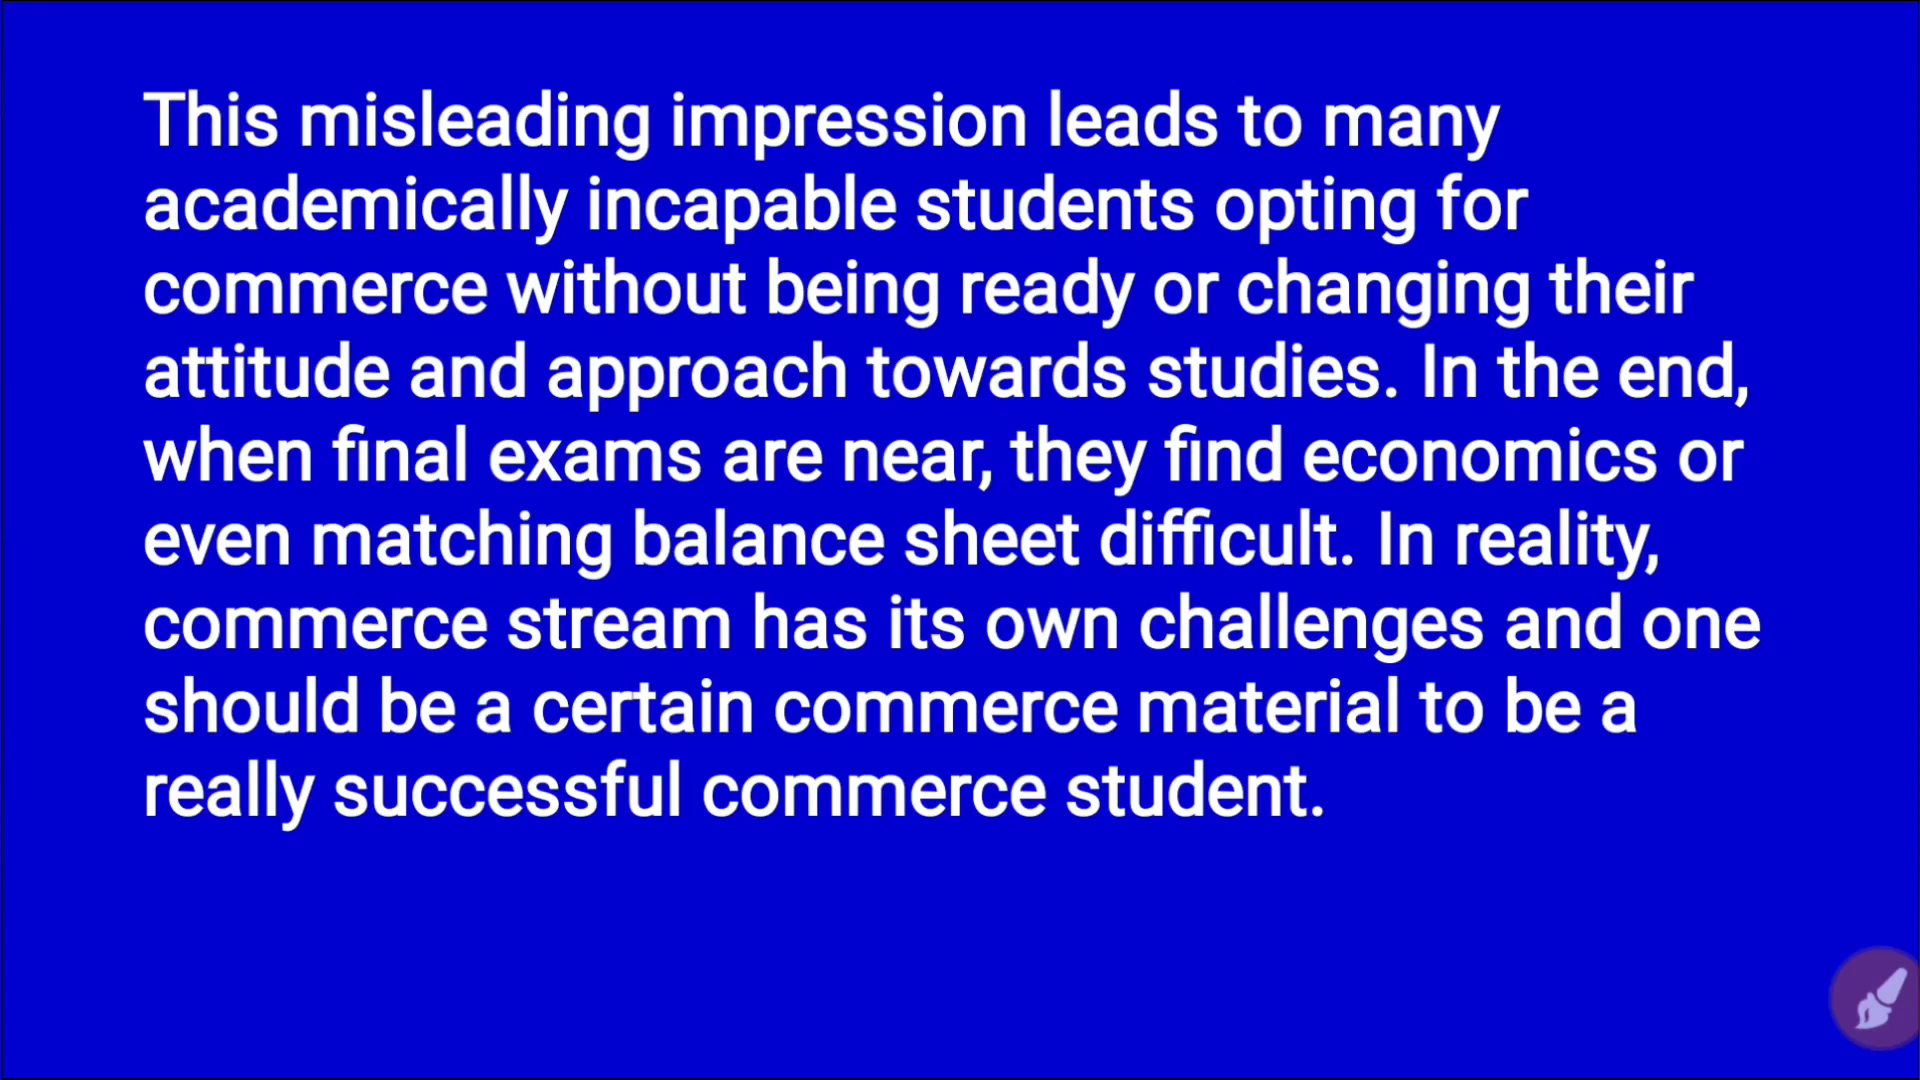 This misleading impression leads to many
academically incapable students opting for
commerce without being ready or changing their
attitude and approach towards studies. In the end,
when final exams are near, they find economics or
even matching balance sheet difficult. In reality,
commerce stream has its own challenges and one
should be a certain commerce material to be a
really successful commerce student.